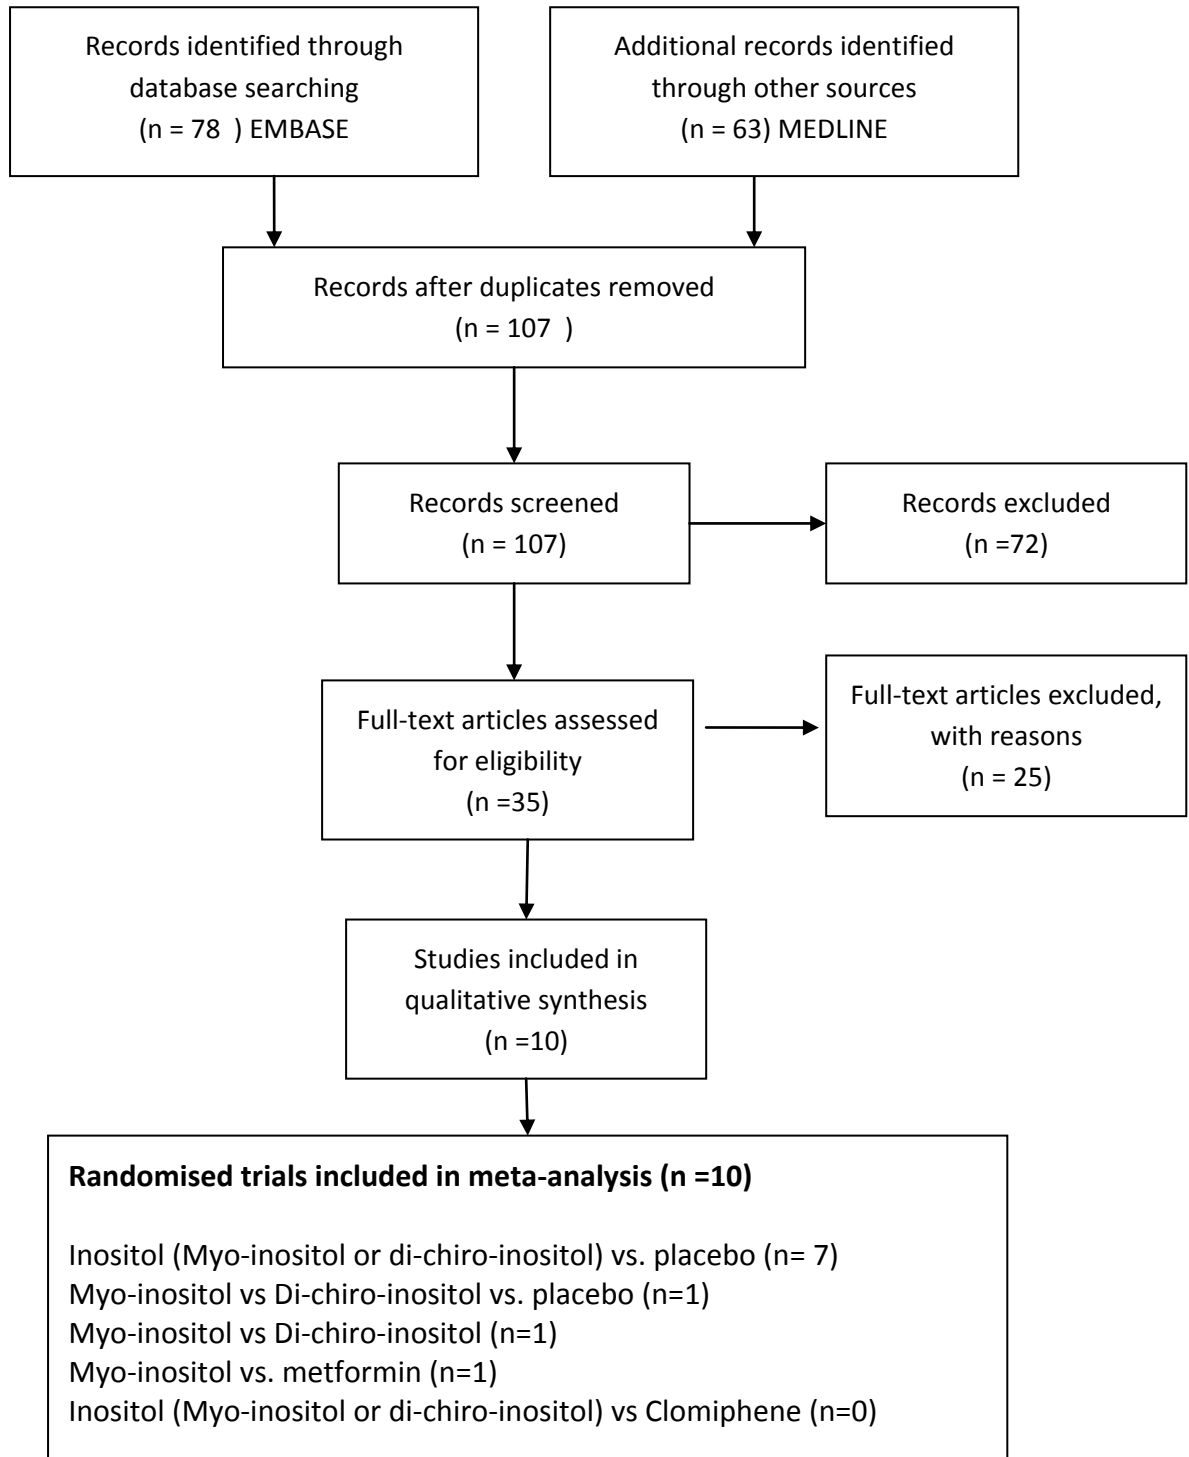 Records identified through
database searching
(n = 78  ) EMBASE
Additional records identified
through other sources
(n = 63) MEDLINE
Records after duplicates removed
(n = 107  )
Records screened
(n = 107)
Records excluded
(n =72)
Full-text articles assessed
for eligibility
(n =35)
Full-text articles excluded,
with reasons
(n = 25)
Studies included in
qualitative synthesis
(n =10)
Randomised trials included in meta-analysis (n =10)
Inositol (Myo-inositol or di-chiro-inositol) vs. placebo (n= 7)
Myo-inositol vs Di-chiro-inositol vs. placebo (n=1)
Myo-inositol vs Di-chiro-inositol (n=1)
Myo-inositol vs. metformin (n=1)
Inositol (Myo-inositol or di-chiro-inositol) vs Clomiphene (n=0)